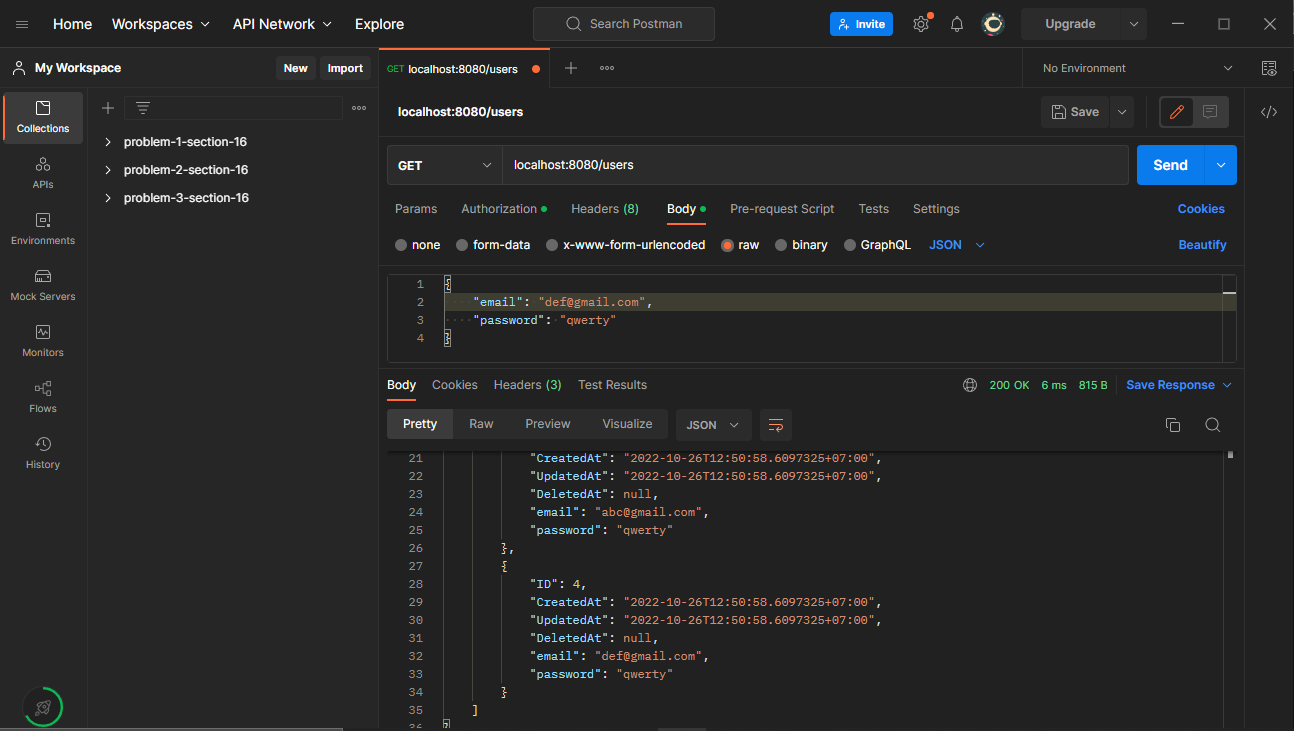 Home Workspaces API Network Explore Search Postman Invite Upgrade
My Workspace New Import GET localhost:8080/users No Environment
localhost:8080/users Save
Collections
APIs
Environments
Mock Servers
Monitors
Flows
History
problem-1-section-16
problem-2-section-16
problem-3-section-16
GET localhost:8080/users Send
Params Authorization Headers (8) Body Pre-request Script Tests Settings Cookies
none form-data x-www-form-urlencoded raw binary GraphQL JSON Beautify
1 {
2 "email": "def@gmail.com",
3 "password": "qwerty"
4 }
Body Cookies Headers (3) Test Results 200 OK 6 ms 815 B Save Response
Pretty Raw Preview Visualize JSON
21 "CreatedAt": "2022-10-26T12:50:58.6097325+07:00",
22 "UpdatedAt": "2022-10-26T12:50:58.6097325+07:00",
23 "DeletedAt": null,
24 "email": "abc@gmail.com",
25 "password": "qwerty"
26 },
27 {
28 "ID": 4,
29 "CreatedAt": "2022-10-26T12:50:58.6097325+07:00",
30 "UpdatedAt": "2022-10-26T12:50:58.6097325+07:00",
31 "DeletedAt": null,
32 "email": "def@gmail.com",
33 "password": "qwerty"
34 }
35 ]
36 }